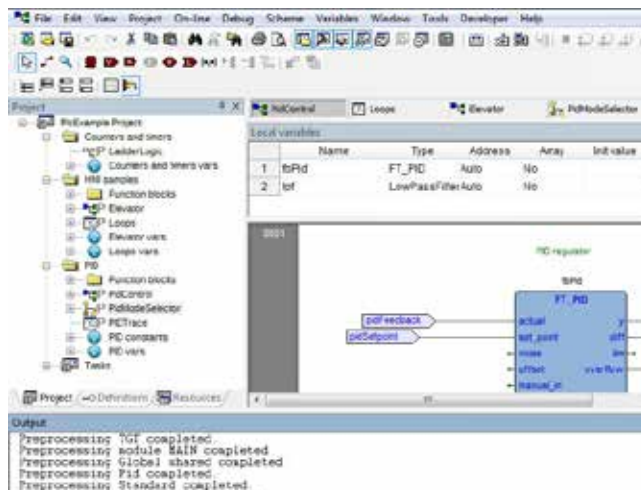 File Edit View Project On-line Debug Scheme Variables Window Tools Developer Help
Project
PidExample Project
Counters and timers
LadderLogic
Counters and timers vars
HMI samples
Function blocks
Elevator
Loops
Elevator vars
Loops vars
PID
Function blocks
PidControl
PidModeSelector
PIDTrace
PID constants
PID vars
Tasks
Project Definitions Resources
PidControl Loops Elevator PidModeSelector
Local variables
Name Type Address Array Init value
1 fbPid FT_PID Auto No
2 lpf LowPassFilter Auto No
0001
PID regulator
fbPid
FT_PID
pidFeedback actual y
pidSetpoint set_point diff
offset overflow
manual_in
Output
Preprocessing TGT completed.
Preprocessing module MAIN completed
Preprocessing Global shared completed
Preprocessing Pid completed.
Preprocessing Standard completed.